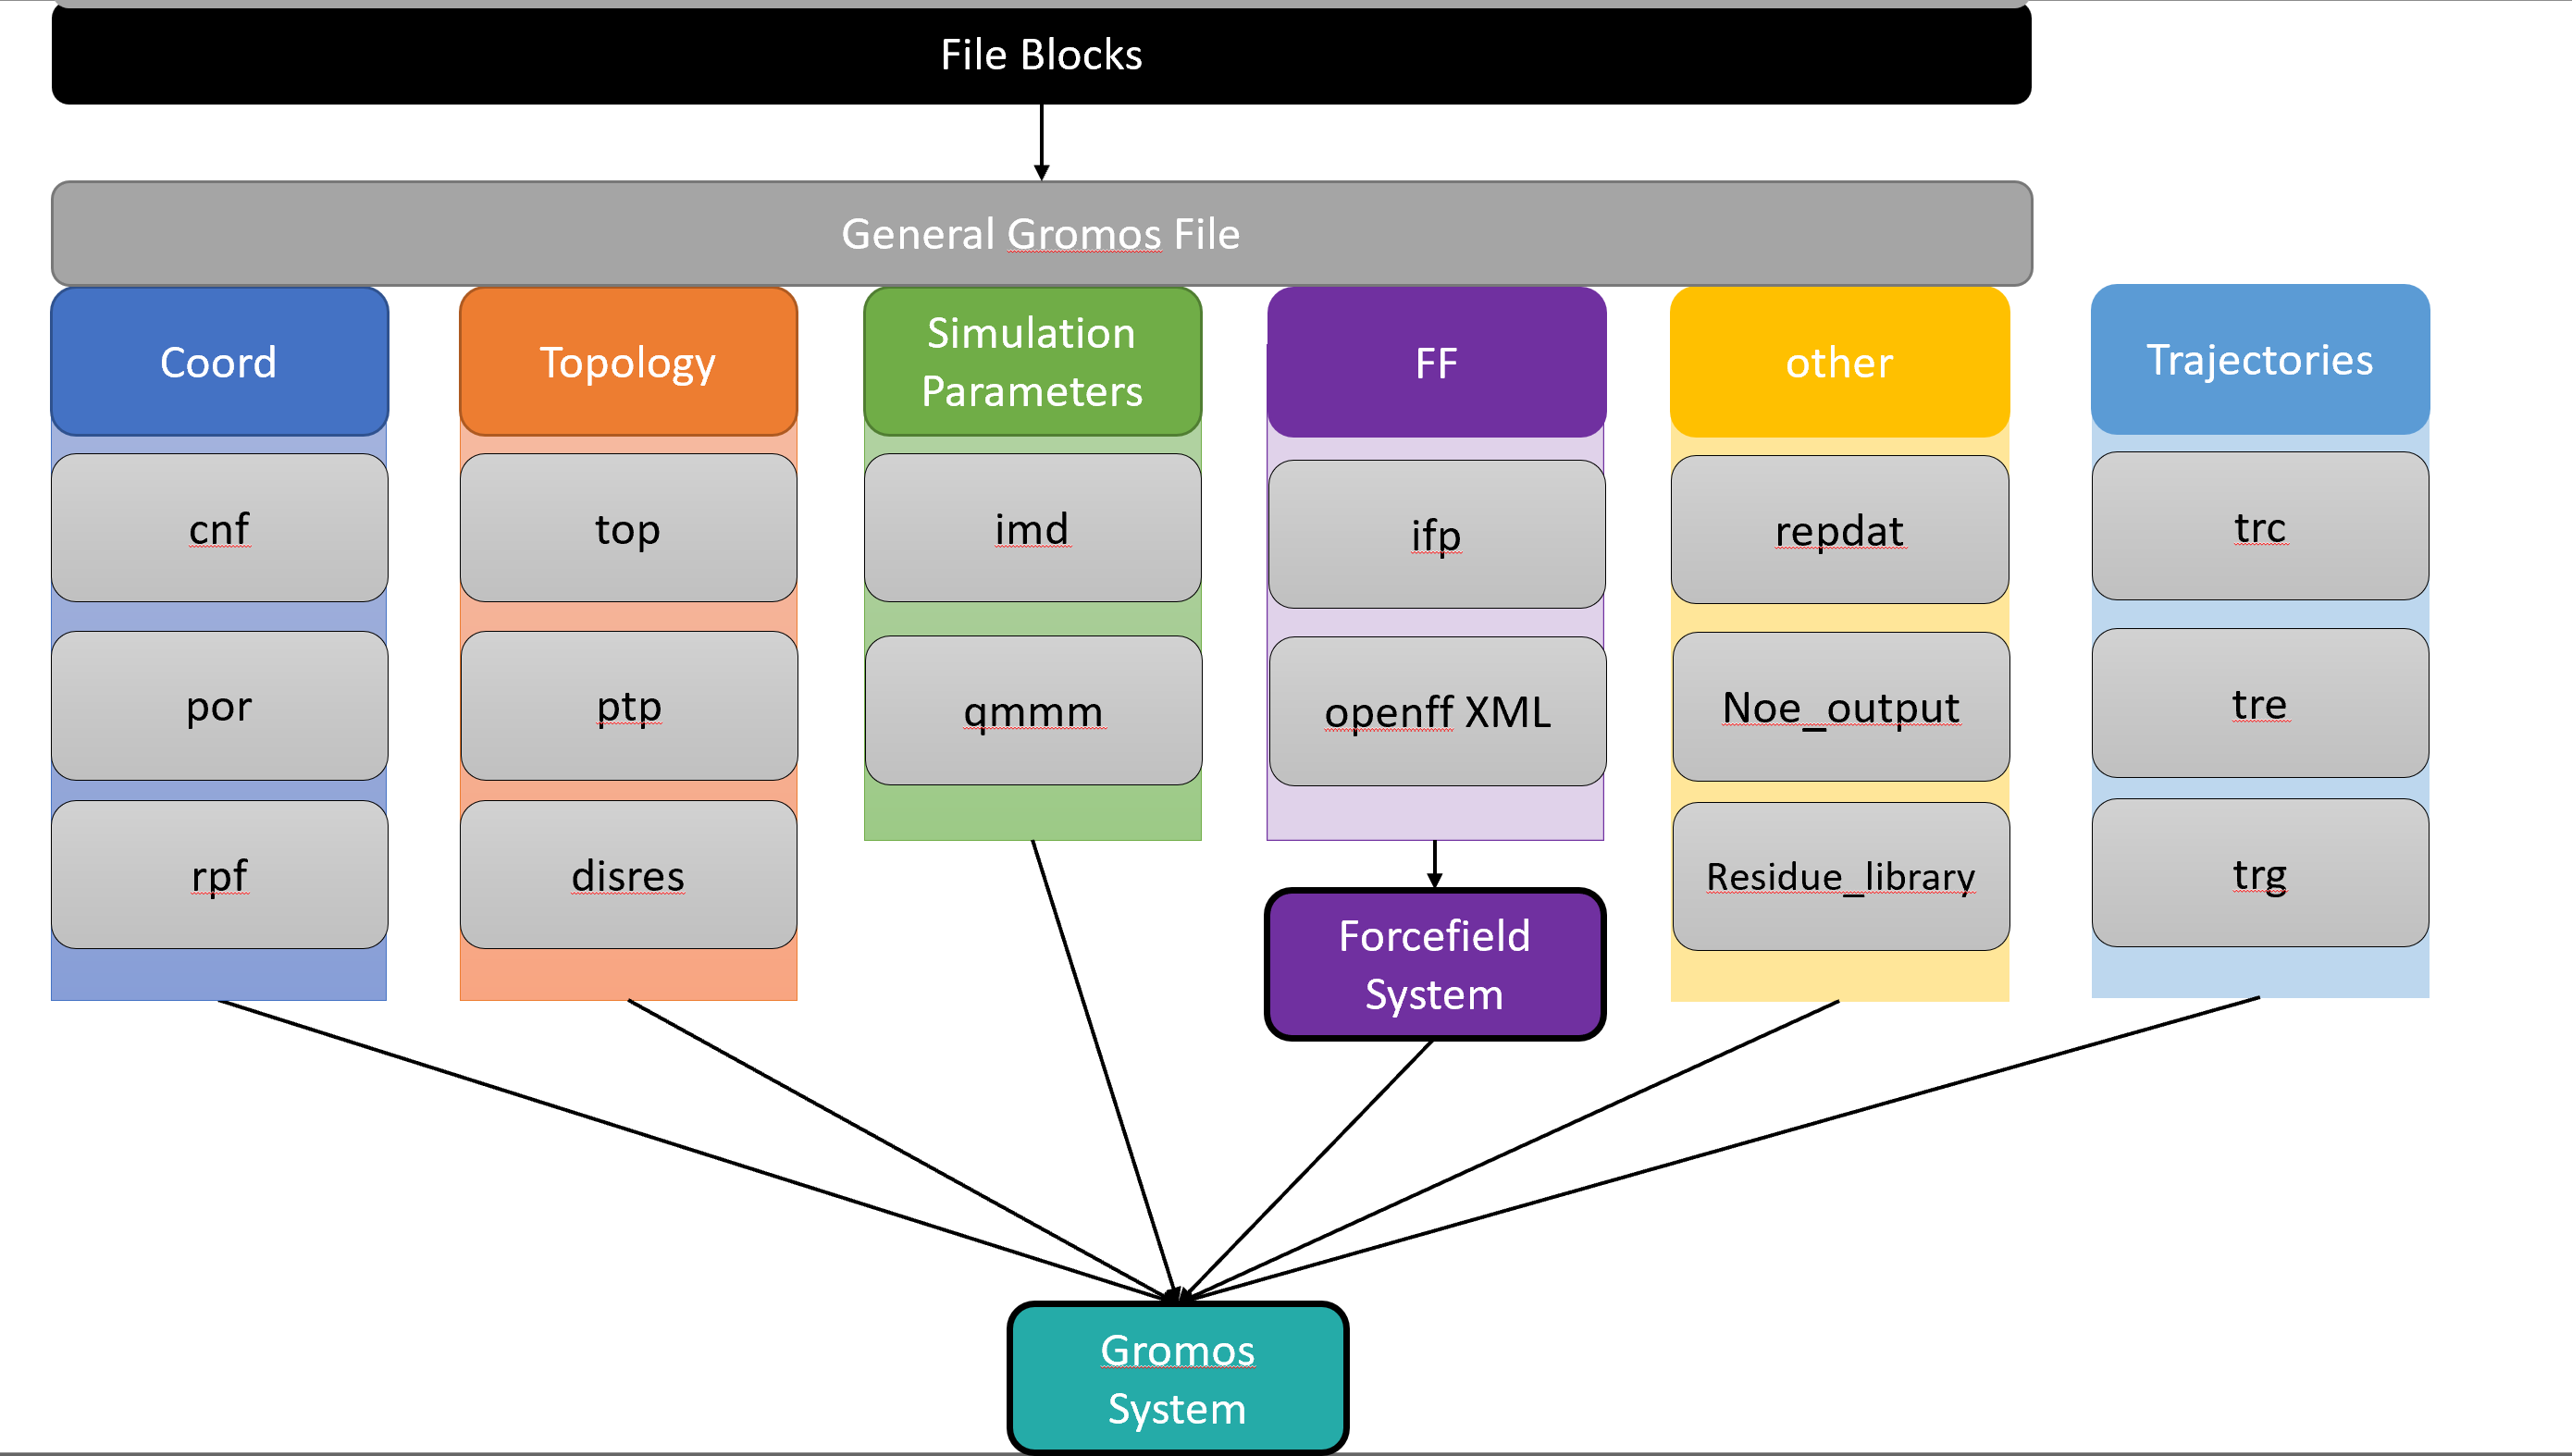 File Blocks
General Gromos File
Coord
Topology
Simulation
Parameters
FF
other
Trajectories
cnf
top
imd
ifp
repdat
trc
por
ptp
qmmm
openff XML
Noe_output
tre
rpf
disres
Residue_library
trg
Forcefield
System
Gromos
System